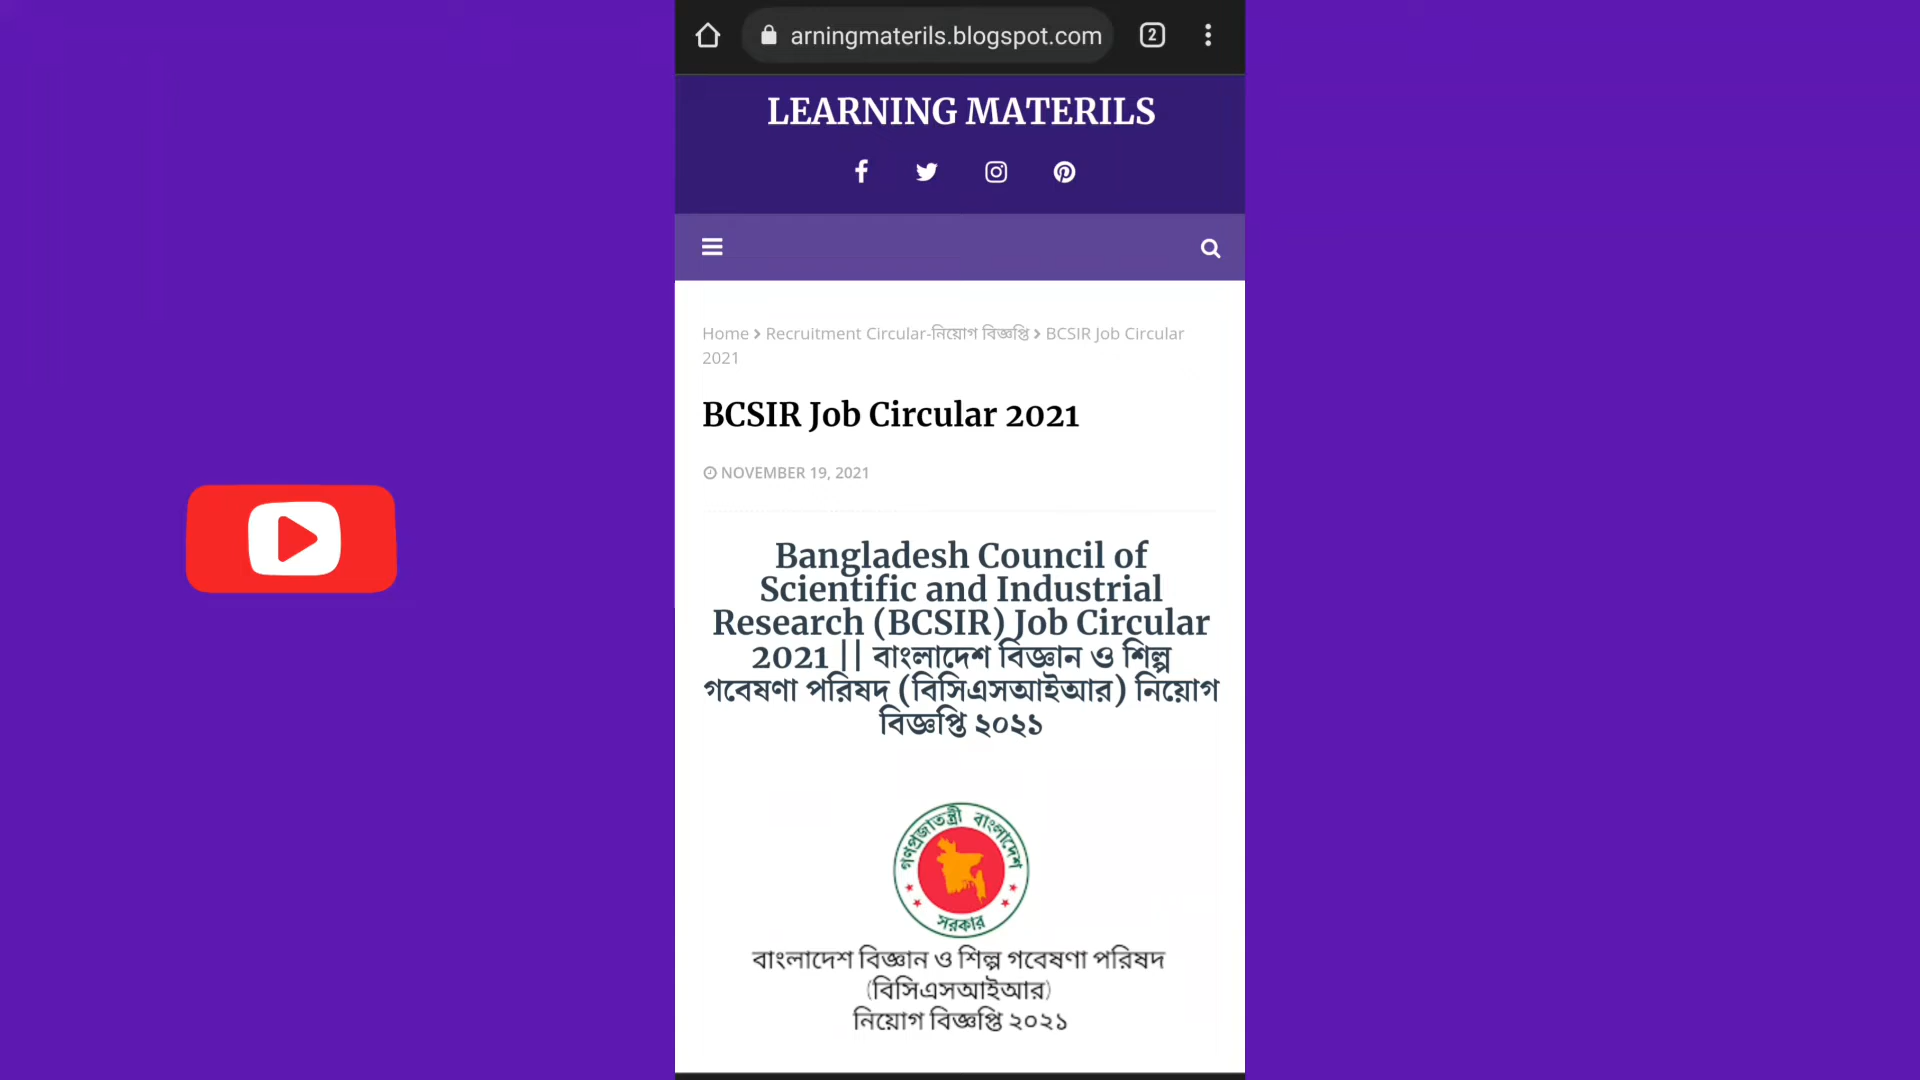 arningmaterils.blogspot.com
2
LEARNING MATERILS
Home > Recruitment Circular-নিয়োগ বিজ্ঞপ্তি > BCSIR Job Circular
2021
BCSIR Job Circular 2021
NOVEMBER 19, 2021
Bangladesh Council of
Scientific and Industrial
Research (BCSIR) Job Circular
2021 || বাংলাদেশ বিজ্ঞান ও শিল্প
গবেষণা পরিষদ (বিসিএসআইআর) নিয়োগ
বিজ্ঞপ্তি ২০২১
গণপ্রজাতন্ত্রী বাংলাদেশ
সরকার
বাংলাদেশ বিজ্ঞান ও শিল্প গবেষণা পরিষদ
(বিসিএসআইআর)
নিয়োগ বিজ্ঞপ্তি ২০২১